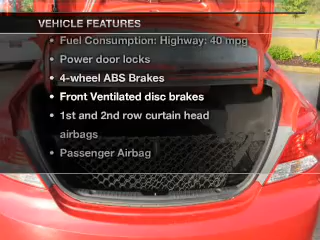 VEHICLE FEATURES
• Fuel Consumption: Highway: 40 mpg
• Power door locks
• 4-wheel ABS Brakes
• Front Ventilated disc brakes
• 1st and 2nd row curtain head
airbags
• Passenger Airbag